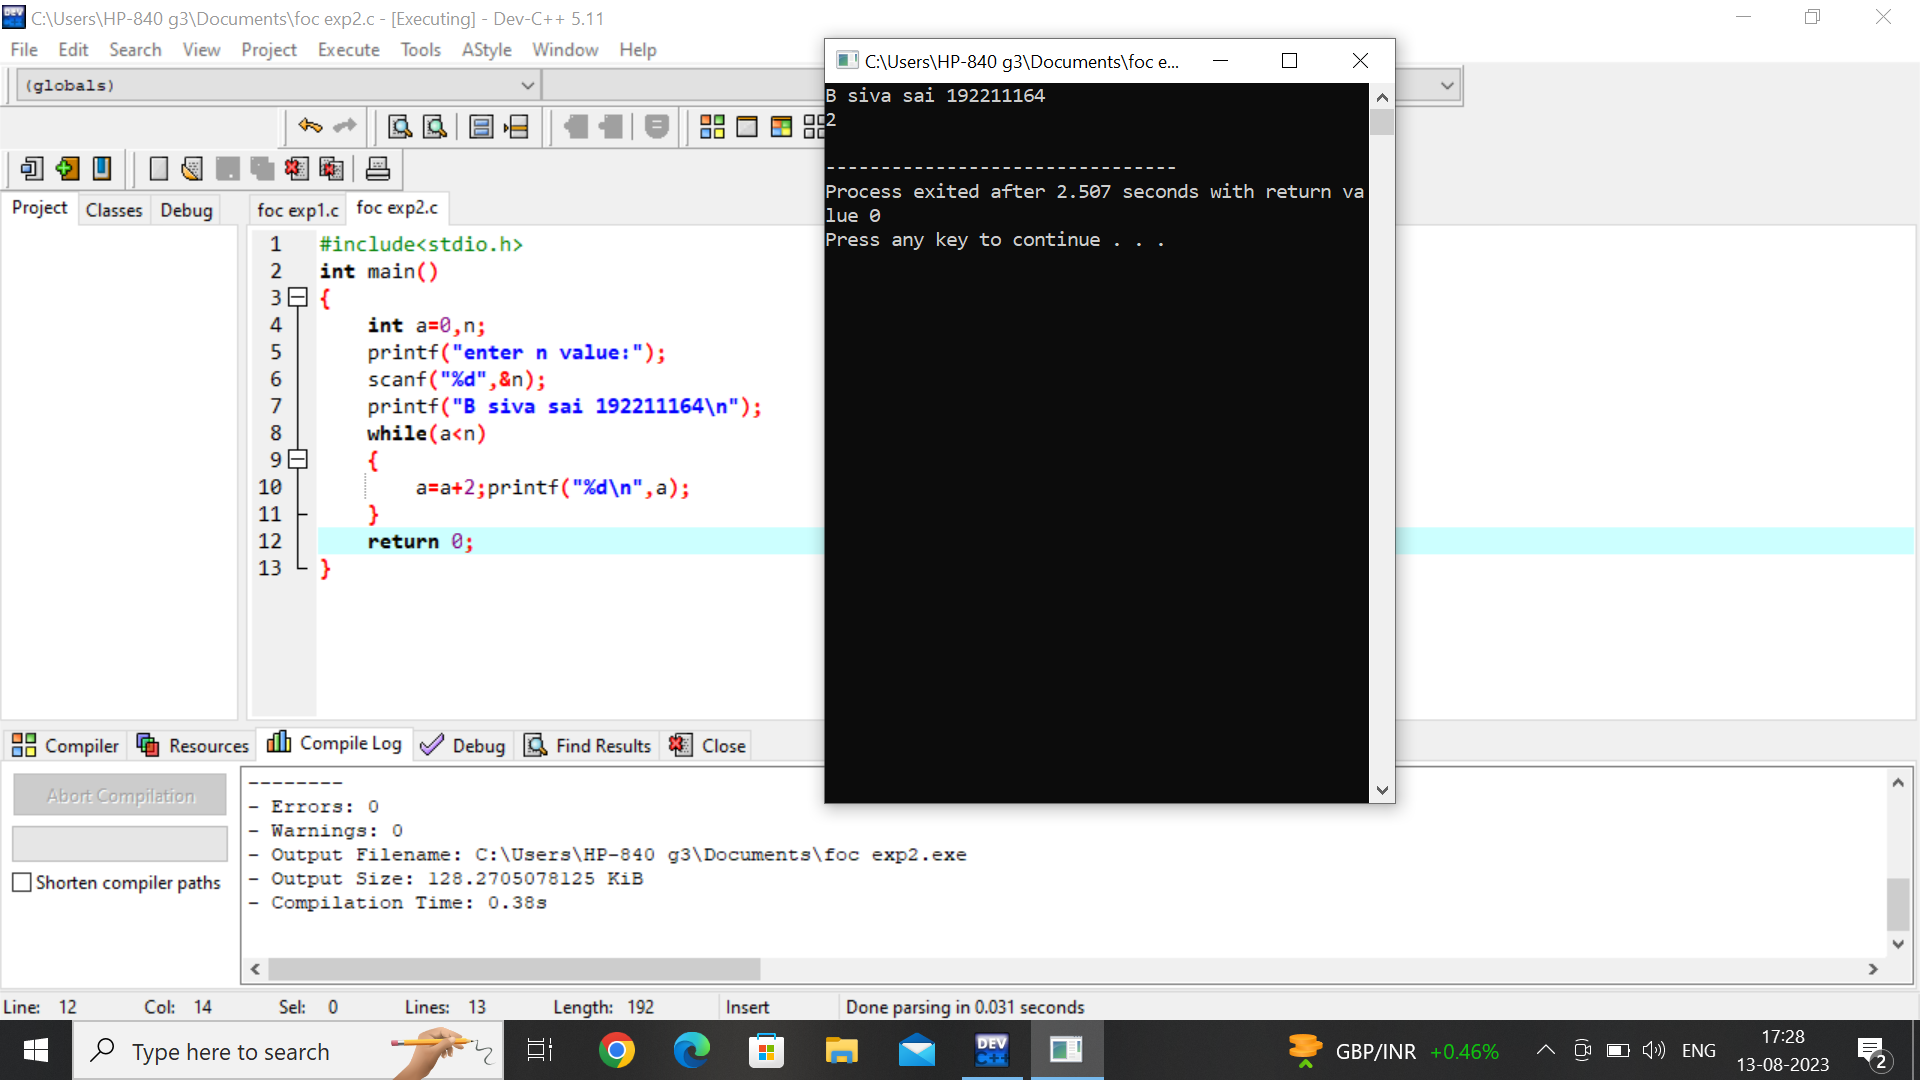 C:\Users\HP-840 g3\Documents\foc exp2.c - [Executing] - Dev-C++ 5.11
File Edit Search View Project Execute Tools AStyle Window Help
(globals)
Project Classes Debug
foc exp1.c foc exp2.c
1 #include<stdio.h>
2 int main()
3 {
4 int a=0,n;
5 printf("enter n value:");
6 scanf("%d",&n);
7 printf("B siva sai 192211164\n");
8 while(a<n)
9 {
10 a=a+2;printf("%d\n",a);
11 }
12 return 0;
13 }
C:\Users\HP-840 g3\Documents\foc e...
B siva sai 192211164
2
--------------------------------
Process exited after 2.507 seconds with return va
lue 0
Press any key to continue . . .
Compiler Resources Compile Log Debug Find Results Close
Abort Compilation
Shorten compiler paths
--------
- Errors: 0
- Warnings: 0
- Output Filename: C:\Users\HP-840 g3\Documents\foc exp2.exe
- Output Size: 128.2705078125 KiB
- Compilation Time: 0.38s
Line: 12 Col: 14 Sel: 0 Lines: 13 Length: 192 Insert Done parsing in 0.031 seconds
Type here to search
DEV C++
GBP/INR +0.46%
ENG
17:28
13-08-2023
2